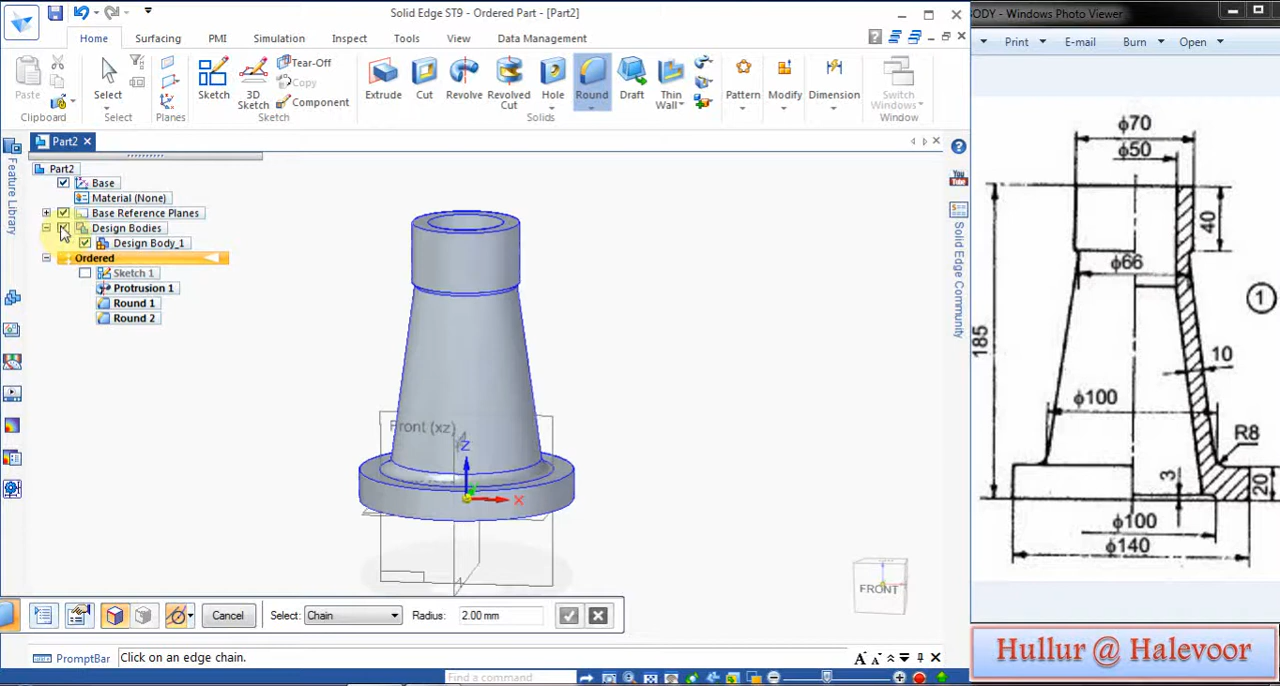 Solid Edge ST9 - Ordered Part - [Part2]
BODY - Windows Photo Viewer
Home
Surfacing
PMI
Simulation
Inspect
Tools
View
Data Management
Print
E-mail
Burn
Open
Paste
Clipboard
Select
Select
Planes
Sketch
3D
Sketch
Tear-Off
Copy
Component
Sketch
Extrude
Cut
Revolve
Revolved
Cut
Hole
Round
Draft
Thin
Wall
Solids
Pattern
Modify
Dimension
Switch
Windows
Window
Part2
Feature Library
Part2
Base
Material (None)
Base Reference Planes
Design Bodies
Design Body_1
Ordered
Sketch 1
Protrusion 1
Round 1
Round 2
Front (xz)
Z
X
FRONT
You
Tube
Solid Edge Community
ϕ70
ϕ50
40
ϕ66
1
185
10
ϕ100
R8
3
20
ϕ100
ϕ140
Cancel
Select:
Chain
Radius:
2.00 mm
PromptBar
Click on an edge chain.
Find a command
Hullur @ Halevoor